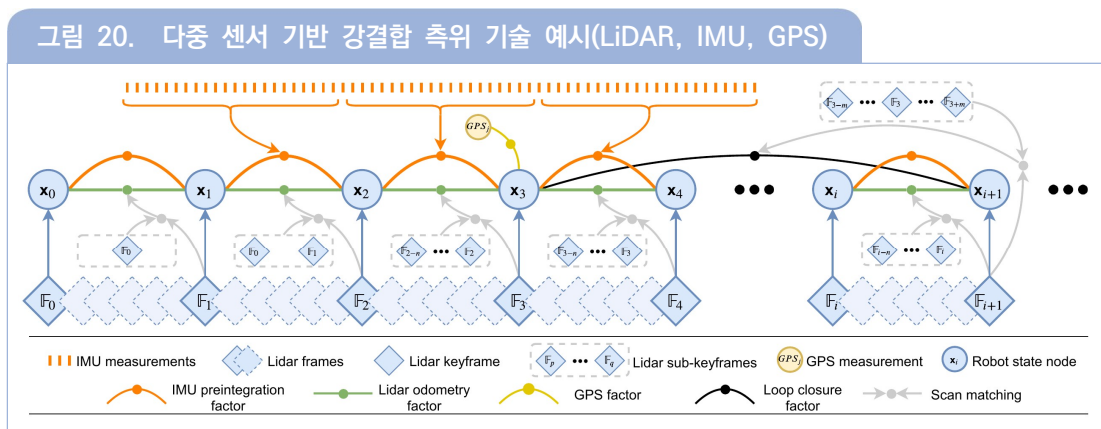 그림 20. 다중 센서 기반 강결합 측위 기술 예시(LiDAR, IMU, GPS)
𝔽3−m ••• 𝔽3 ••• 𝔽3+m
GPSj
x0 x1 x2 x3 x4 ••• xi xi+1 •••
𝔽0 𝔽0 𝔽1 𝔽2−n ••• 𝔽2 𝔽3−n ••• 𝔽3 𝔽i−n ••• 𝔽i
𝔽0 𝔽1 𝔽2 𝔽3 𝔽4 𝔽i 𝔽i+1
IMU measurements Lidar frames Lidar keyframe 𝔽p ••• 𝔽q Lidar sub-keyframes GPSj GPS measurement xi Robot state node
IMU preintegration factor Lidar odometry factor GPS factor Loop closure factor Scan matching